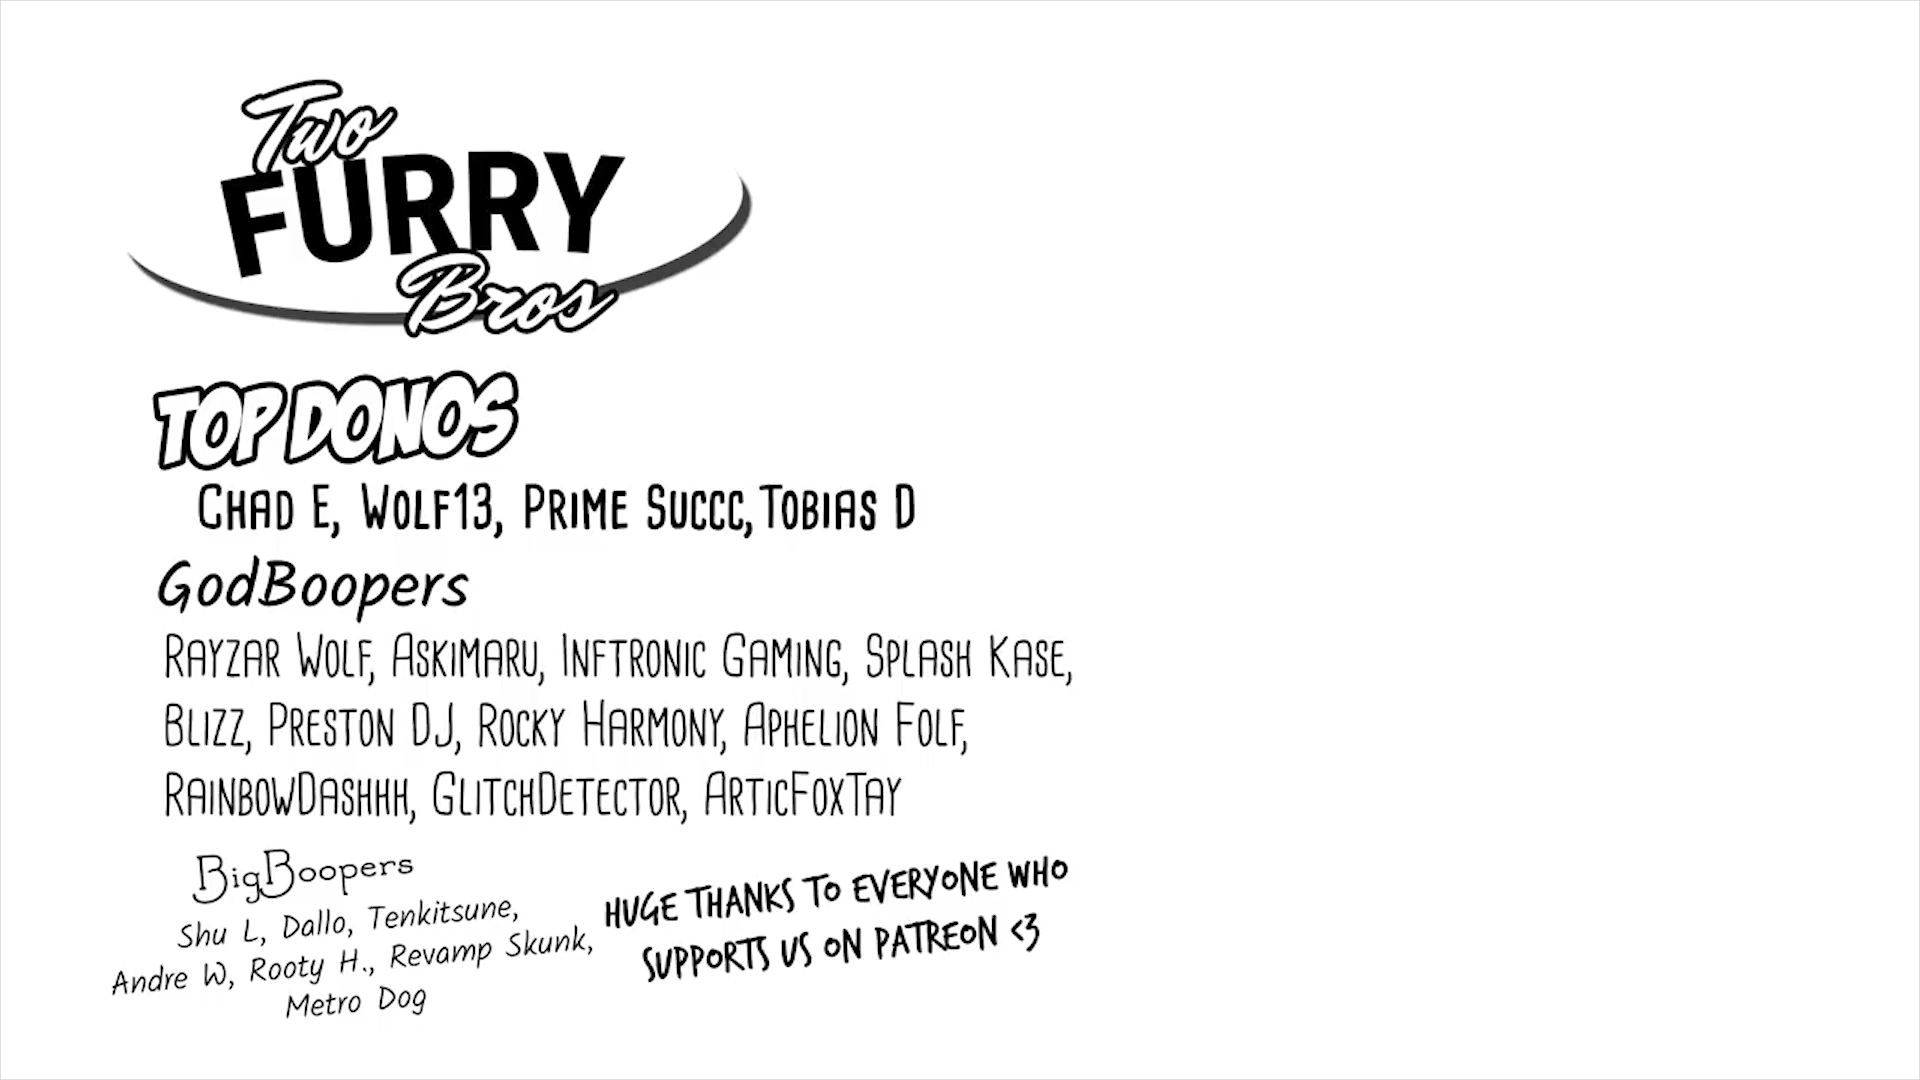 Two
FURRY
Bros
TOP DONOS
CHAD E, WOLF13, PRIME SUCCC, TOBIAS D
GodBoopers
RAYZAR WOLF, ASKIMARU, INFTRONIC GAMING, SPLASH KASE,
BLIZZ, PRESTON DJ, ROCKY HARMONY, APHELION FOLF,
RAINBOWDASHHH, GLITCHDETECTOR, ARTICFOXTAY
BigBoopers
Shu L, Dallo, Tenkitsune,
Andre W, Rooty H., Revamp Skunk,
Metro Dog
HUGE THANKS TO EVERYONE WHO
SUPPORTS US ON PATREON <3